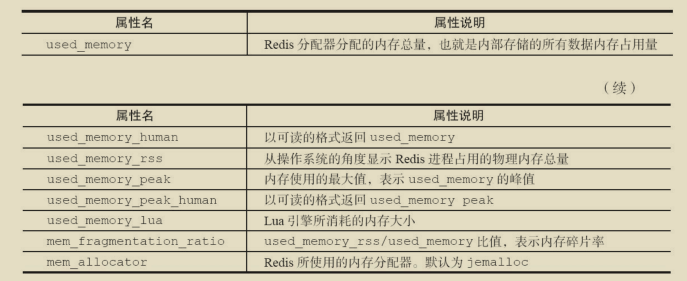 属性名 属性说明
used_memory Redis 分配器分配的内存总量，也就是内部存储的所有数据内存占用量
（续）
属性名 属性说明
used_memory_human 以可读的格式返回 used_memory
used_memory_rss 从操作系统的角度显示 Redis 进程占用的物理内存总量
used_memory_peak 内存使用的最大值，表示 used_memory 的峰值
used_memory_peak_human 以可读的格式返回 used_memory peak
used_memory_lua Lua 引擎所消耗的内存大小
mem_fragmentation_ratio used_memory_rss/used_memory 比值，表示内存碎片率
mem_allocator Redis 所使用的内存分配器。默认为 jemalloc